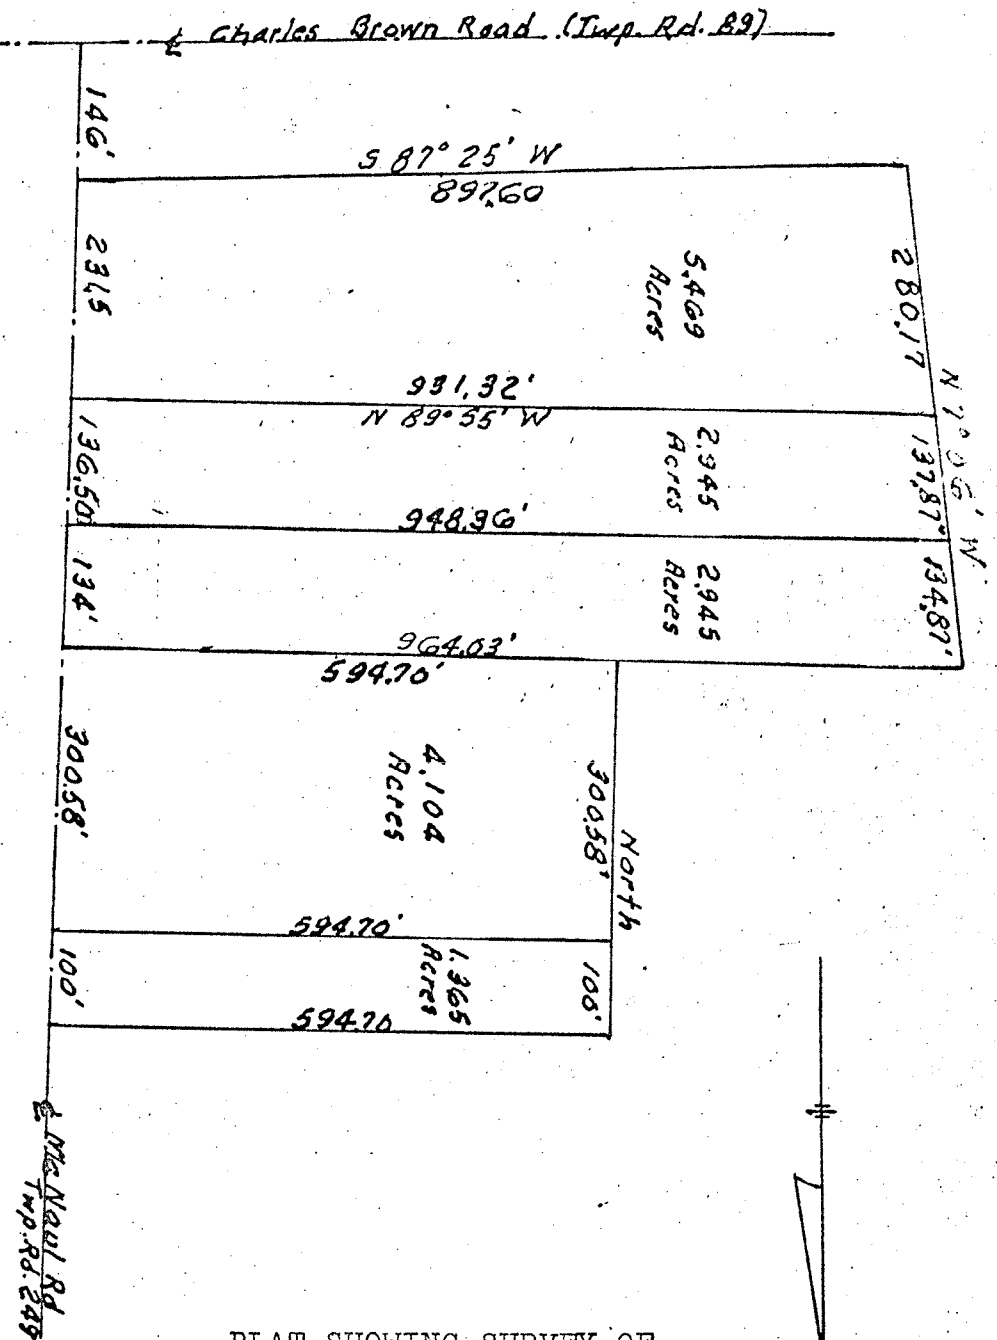 ℄ Charles Brown Road (Twp. Rd. 89)
146'
S 87° 25' W
897.60
231.5
5.469
Acres
280.17
N 7° 06' W
931.32'
N 89° 55' W
136.50
2.945
Acres
137.87'
948.96'
134'
2.945
Acres
134.87'
964.03'
594.70'
300.58'
4.104
Acres
300.58'
North
594.70'
100'
1.365
Acres
100'
594.70
℄ McNaul Rd
Twp. Rd. 249
PLAT SHOWING SURVEY OF